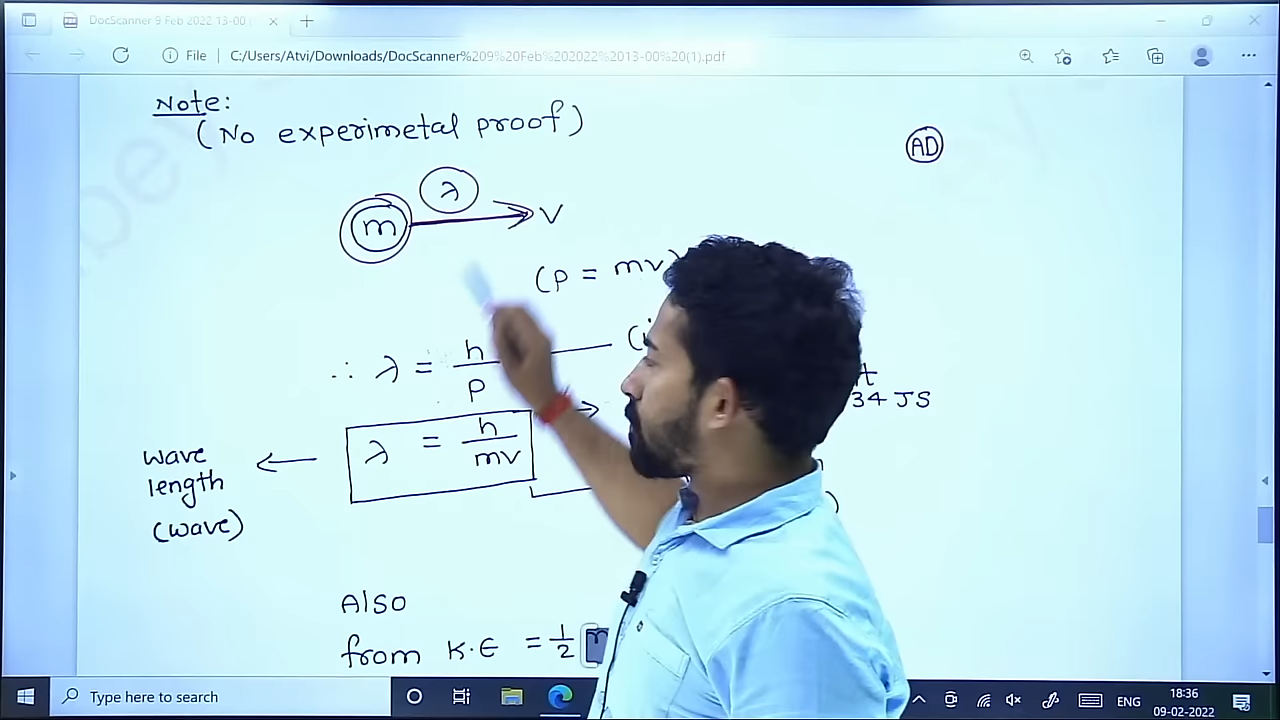 DocScanner 9 Feb 2022 13-00
File C:/Users/Atvi/Downloads/DocScanner%209%20Feb%202022%2013-00%20(1).pdf
Note:
(No experimetal proof)
AD
λ
m
v
(p = mv)
∴ λ = h/p
34 JS
λ = h/mv
wave
length
(wave)
Also
from K.E = 1/2
Type here to search
ENG
18:36
09-02-2022